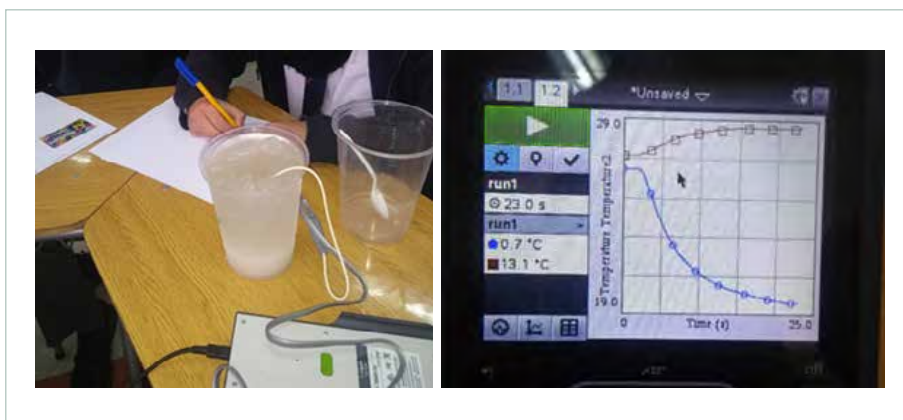 1.1 1.2 *Unsaved
29.0
run1
23.0 s
run1
0.7 °C
13.1 °C
Temperature, Temperature2
19.0
0 Time (s) 25.0